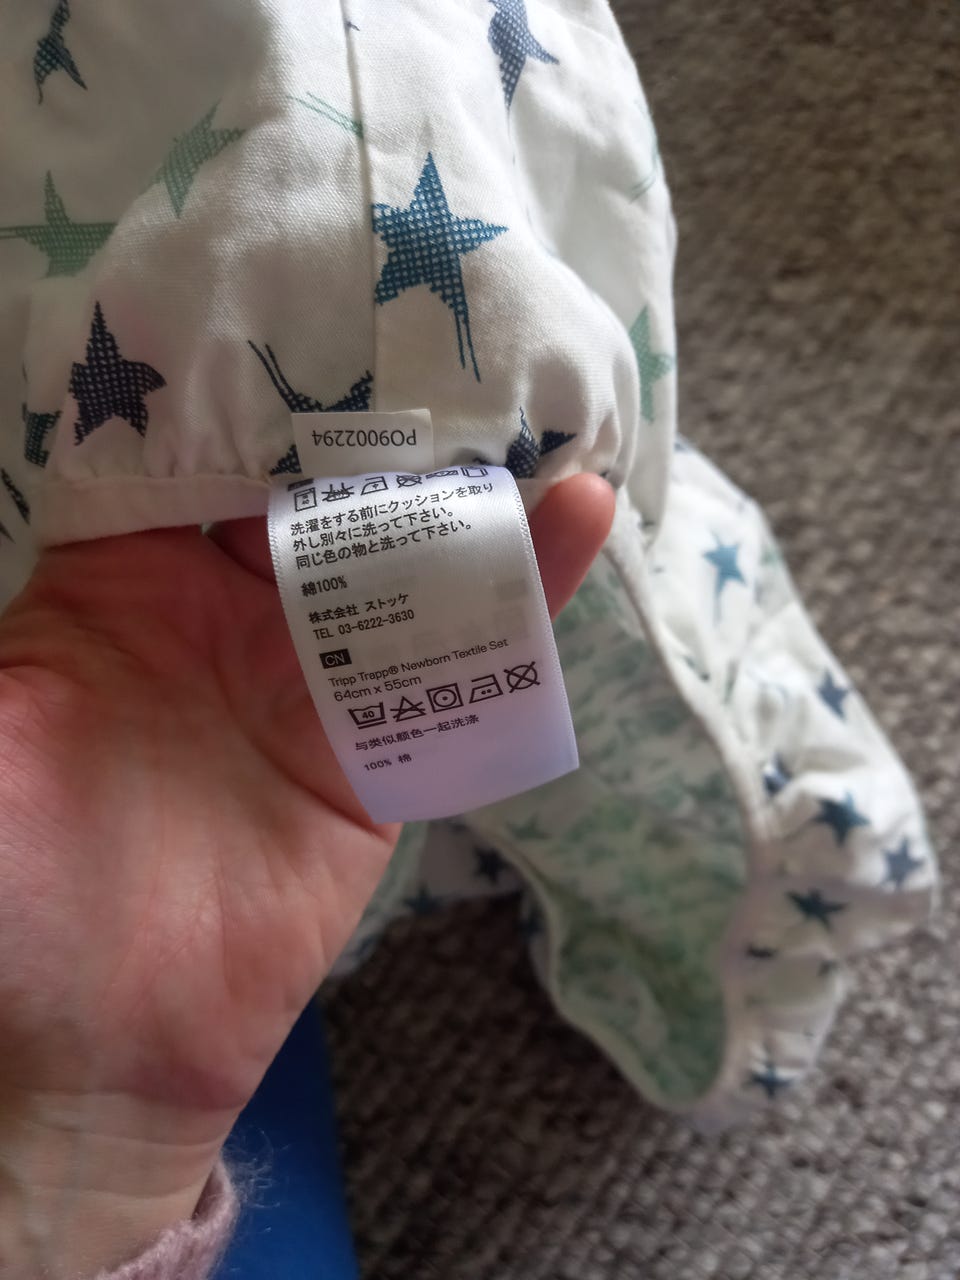 PO9002294
40
洗濯をする前にクッションを取り
外し別々に洗って下さい。
同じ色の物と洗って下さい。
綿100%
株式会社 ストッケ
TEL 03-6222-3630
CN
Tripp Trapp® Newborn Textile Set
64cm x 55cm
40
与类似颜色一起洗涤
100% 棉